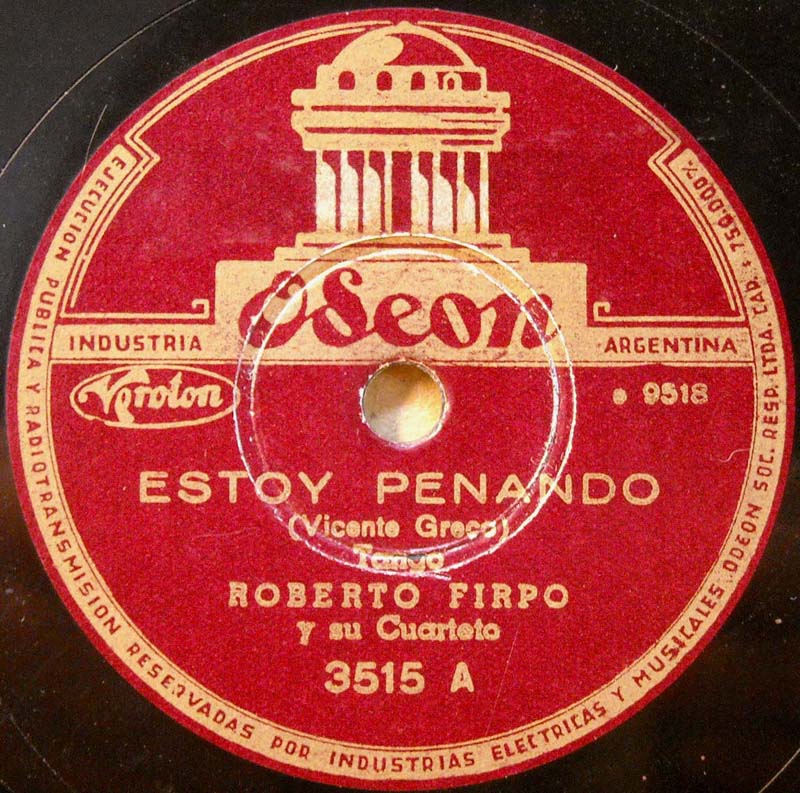 Odeon
INDUSTRIA
ARGENTINA
Veroton
e 9518
ESTOY PENANDO
(Vicente Greco)
Tango
ROBERTO FIRPO
y su Cuarteto
3515 A
EJECUCION PUBLICA Y RADIOTRANSMISION RESERVADAS POR INDUSTRIAS ELECTRICAS Y MUSICALES ODEON SOC. RESP. LTDA. CAP. $ 750.000%